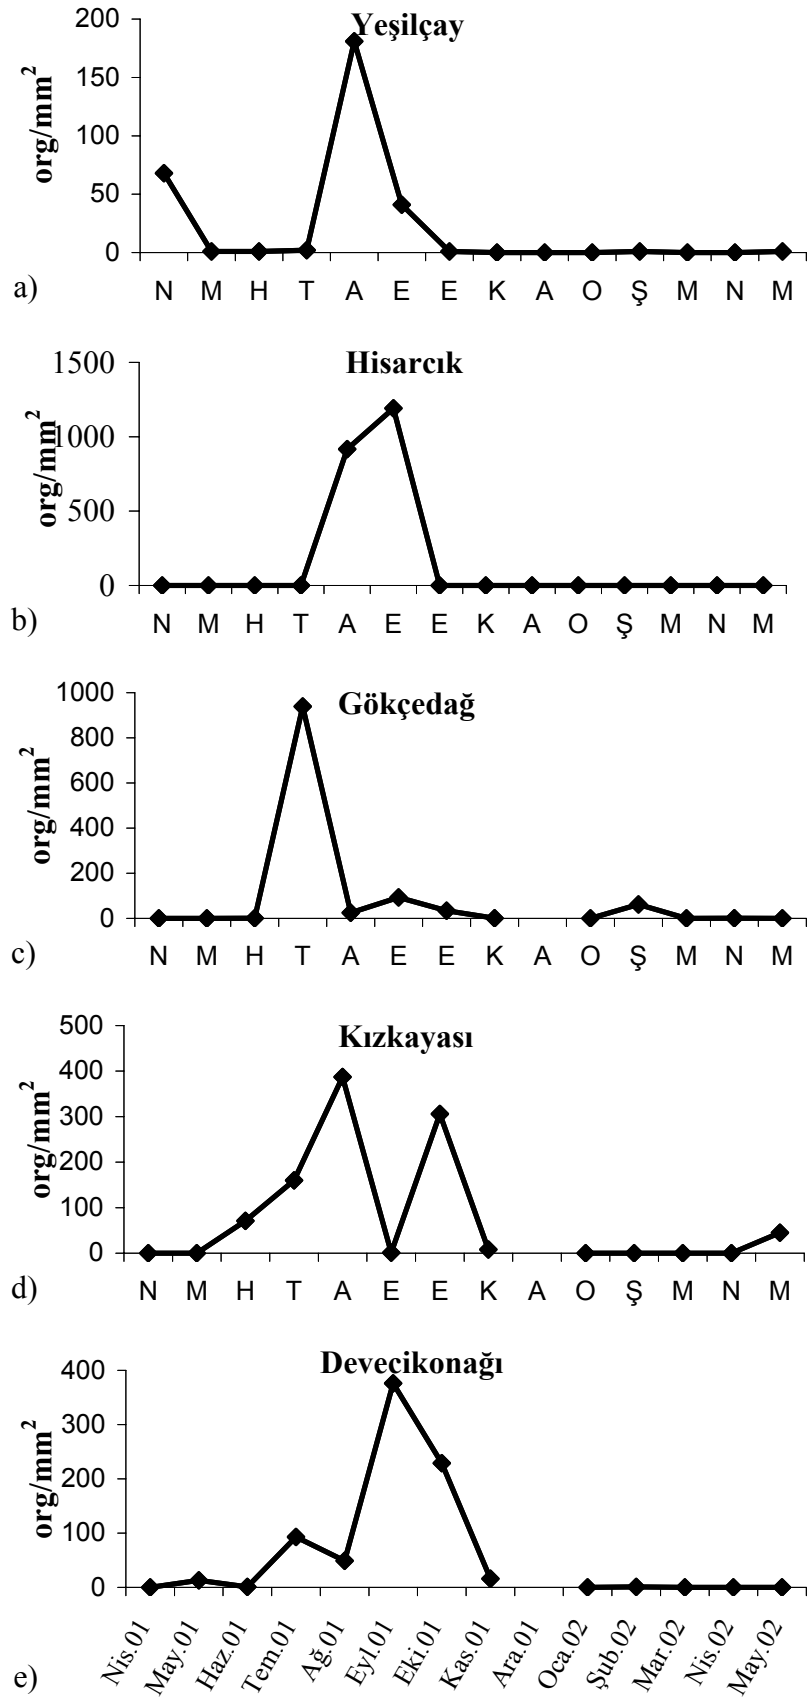 Yeşilçay
org/mm²
200
150
100
50
0
N M H T A E E K A O Ş M N M
a)
Hisarcık
org/mm²
1500
1000
500
0
N M H T A E E K A O Ş M N M
b)
Gökçedağ
org/mm²
1000
800
600
400
200
0
N M H T A E E K A O Ş M N M
c)
Kızkayası
org/mm²
500
400
300
200
100
0
N M H T A E E K A O Ş M N M
d)
Devecikonağı
org/mm²
400
300
200
100
0
Nis.01 May.01 Haz.01 Tem.01 Ağ.01 Eyl.01 Eki.01 Kas.01 Ara.01 Oca.02 Şub.02 Mar.02 Nis.02 May.02
e)